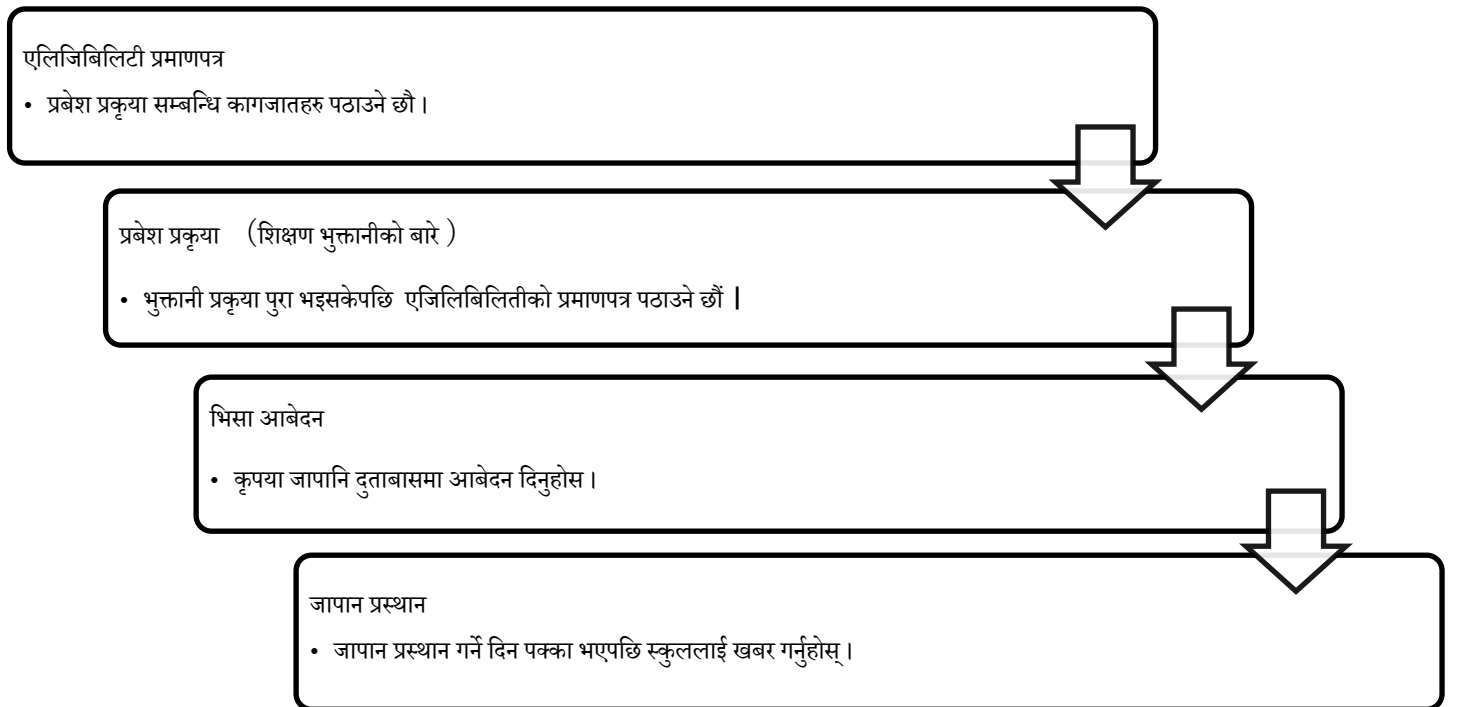 एलिजिबिलिटी प्रमाणपत्र
• प्रबेश प्रकृया सम्बन्धि कागजातहरु पठाउने छौ।
प्रबेश प्रकृया （शिक्षण भुक्तानीको बारे ）
• भुक्तानी प्रकृया पुरा भइसकेपछि एजिलिबिलितीको प्रमाणपत्र पठाउने छौं |
भिसा आबेदन
• कृपया जापानि दुताबासमा आबेदन दिनुहोस।
जापान प्रस्थान
• जापान प्रस्थान गर्ने दिन पक्का भएपछि स्कुललाई खबर गर्नुहोस्।